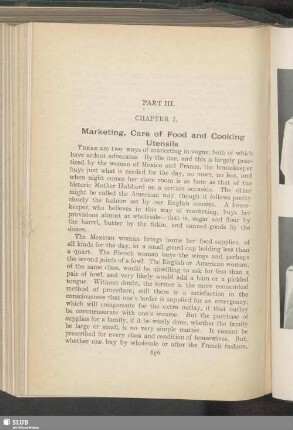 PART III.
CHAPTER I.
Marketing, Care of Food and Cooking
Utensils
THERE are two ways of marketing in vogue; both of which
have ardent advocates. By the one, and this is largely prac-
ticed by the women of Mexico and France, the housekeeper
buys just what is needed for the day, no more, no less, and
when night comes her store room is as bare as that of the
historic Mother Hubbard on a certain occasion. The other
might be called the American way, though it follows pretty
closely the fashion set by our English cousins. A house-
keeper, who believes in this way of marketing, buys her
provisions almost at wholesale—that is, sugar and flour by
the barrel, butter by the firkin, and canned goods by the
dozen.
The Mexican woman brings home her food supplies, of
all kinds for the day, in a small gourd cup holding less than
a quart. The French woman buys the wings and perhaps
the second joints of a fowl. The English or American woman,
of the same class, would be unwilling to ask for less than a
pair of fowl, and very likely would add a ham or a pickled
tongue. Without doubt, the former is the more economical
method of procedure, still there is a satisfaction in the
consciousness that one's larder is supplied for an emergency,
which will compensate for the extra outlay, if that outlay
be commensurate with one's income. But the purchase of
supplies for a family, if it be wisely done, whether the family
be large or small, is no very simple matter. It cannot be
prescribed for every class and condition of housewives. But,
whether one buy by wholesale or after the French fashion,
696
SLUB